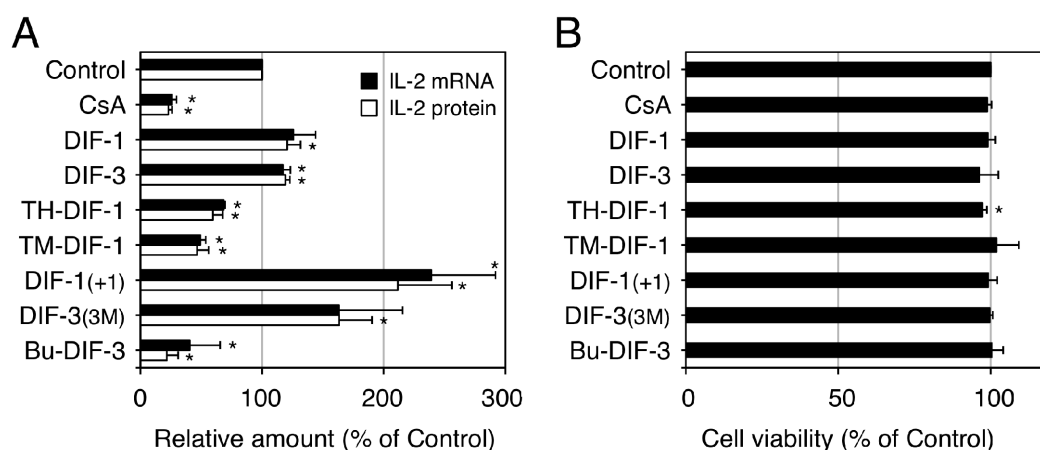 A
Control
CsA
DIF-1
DIF-3
TH-DIF-1
TM-DIF-1
DIF-1(+1)
DIF-3(3M)
Bu-DIF-3
IL-2 mRNA
IL-2 protein
*
*
*
*
*
*
*
*
*
*
*
*
*
*
0 100 200 300
Relative amount (% of Control)
B
Control
CsA
DIF-1
DIF-3
TH-DIF-1
TM-DIF-1
DIF-1(+1)
DIF-3(3M)
Bu-DIF-3
*
0 50 100
Cell viability (% of Control)